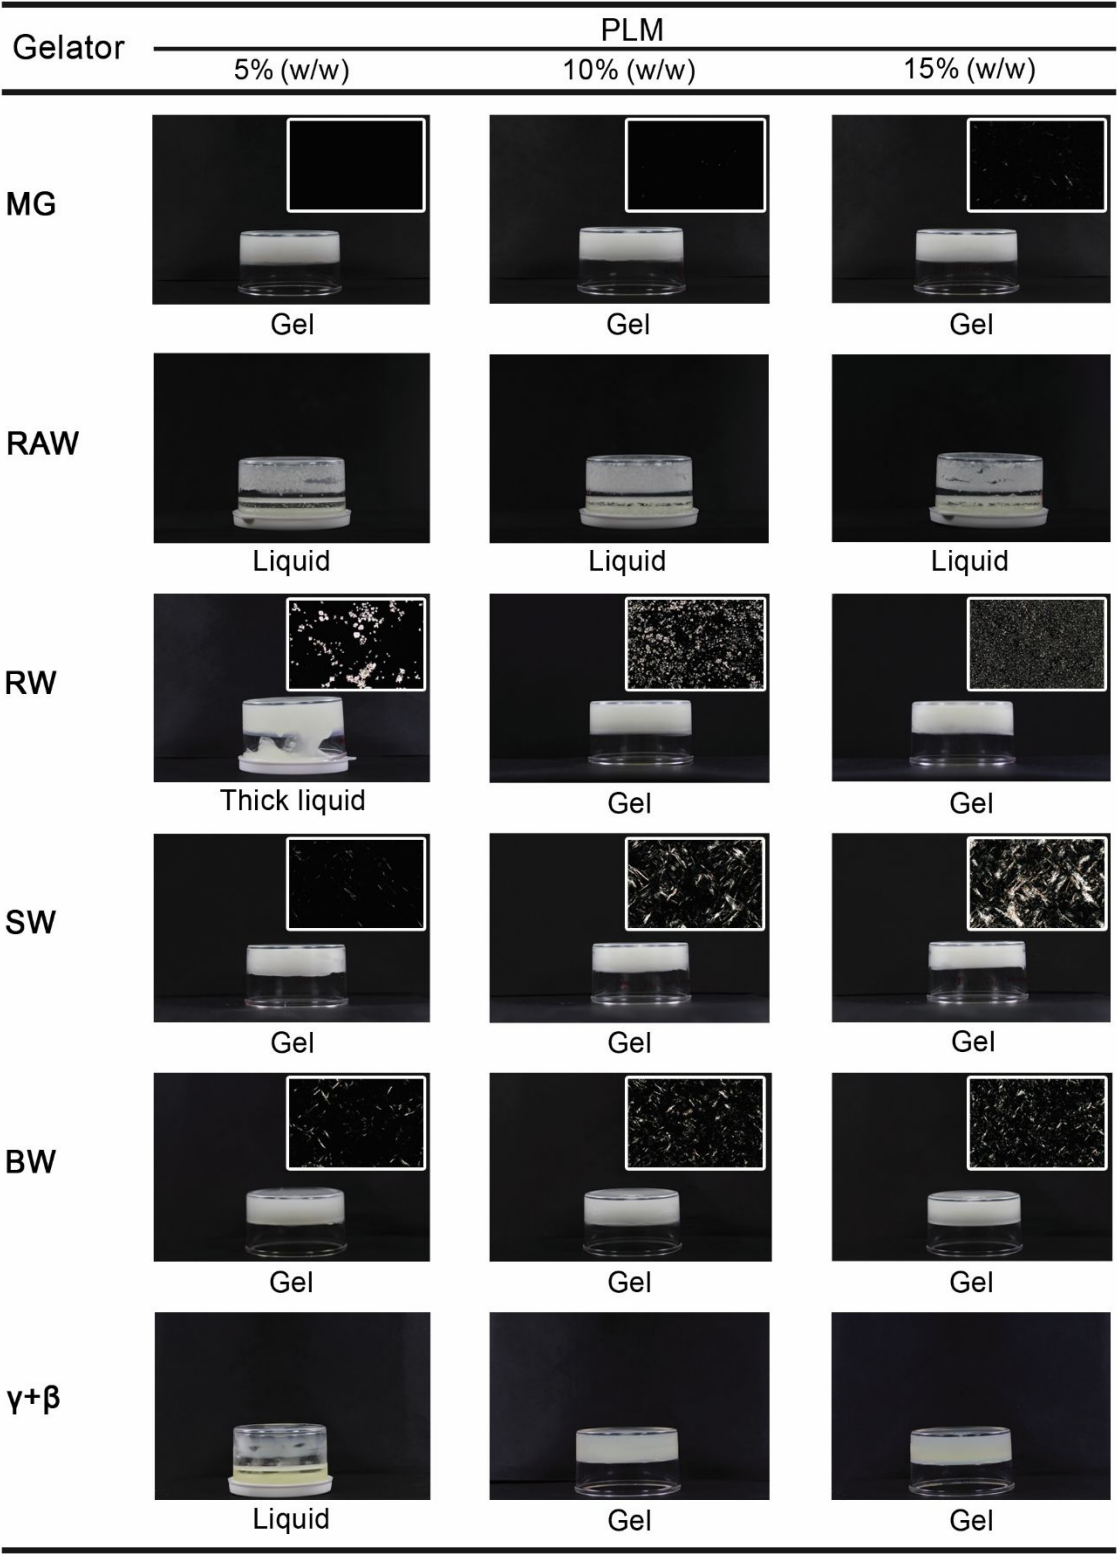 Gelator
PLM
5% (w/w)
10% (w/w)
15% (w/w)
MG
Gel
Gel
Gel
RAW
Liquid
Liquid
Liquid
RW
Thick liquid
Gel
Gel
SW
Gel
Gel
Gel
BW
Gel
Gel
Gel
γ+β
Liquid
Gel
Gel